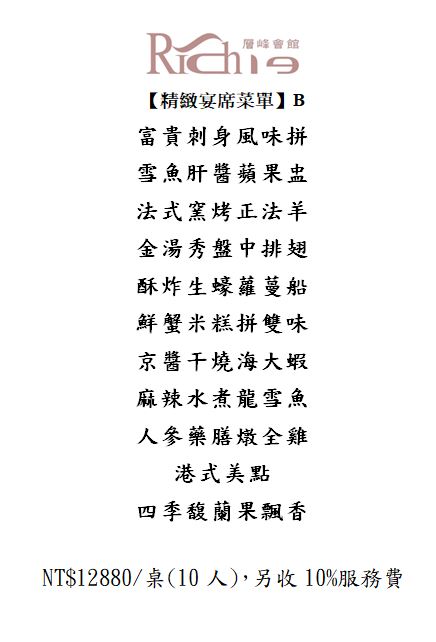 Rich 19 層峰會館
【精緻宴席菜單】B
富貴刺身風味拼
雪魚肝醬蘋果盅
法式窯烤正法羊
金湯秀盤中排翅
酥炸生蠔蘿蔓船
鮮蟹米糕拼雙味
京醬干燒海大蝦
麻辣水煮龍雪魚
人參藥膳燉全雞
港式美點
四季馥蘭果飄香
NT$12880/桌(10 人)，另收10%服務費